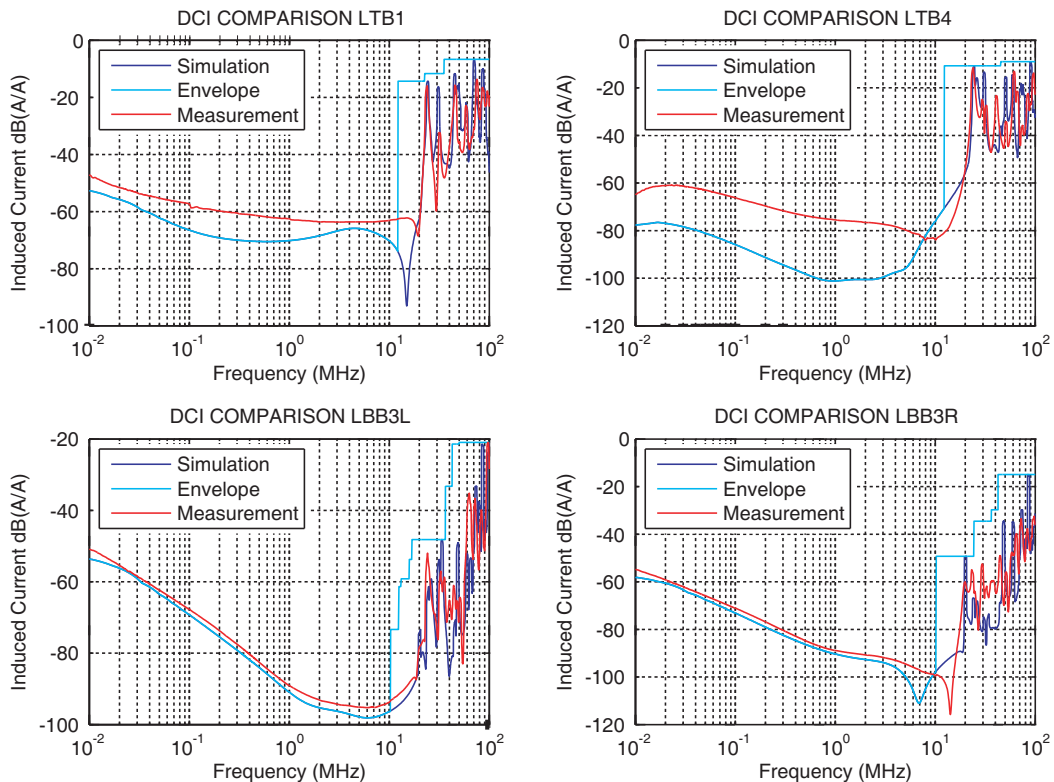 DCI COMPARISON LTB1
0
-20
-40
-60
-80
-100
Induced Current dB(A/A)
Simulation
Envelope
Measurement
10^-2 10^-1 10^0 10^1 10^2
Frequency (MHz)
DCI COMPARISON LTB4
0
-20
-40
-60
-80
-100
-120
Induced Current dB(A/A)
Simulation
Envelope
Measurement
10^-2 10^-1 10^0 10^1 10^2
Frequency (MHz)
DCI COMPARISON LBB3L
-20
-40
-60
-80
-100
Induced Current dB(A/A)
Simulation
Envelope
Measurement
10^-2 10^-1 10^0 10^1 10^2
Frequency (MHz)
DCI COMPARISON LBB3R
0
-20
-40
-60
-80
-100
-120
Induced Current dB(A/A)
Simulation
Envelope
Measurement
10^-2 10^-1 10^0 10^1 10^2
Frequency (MHz)